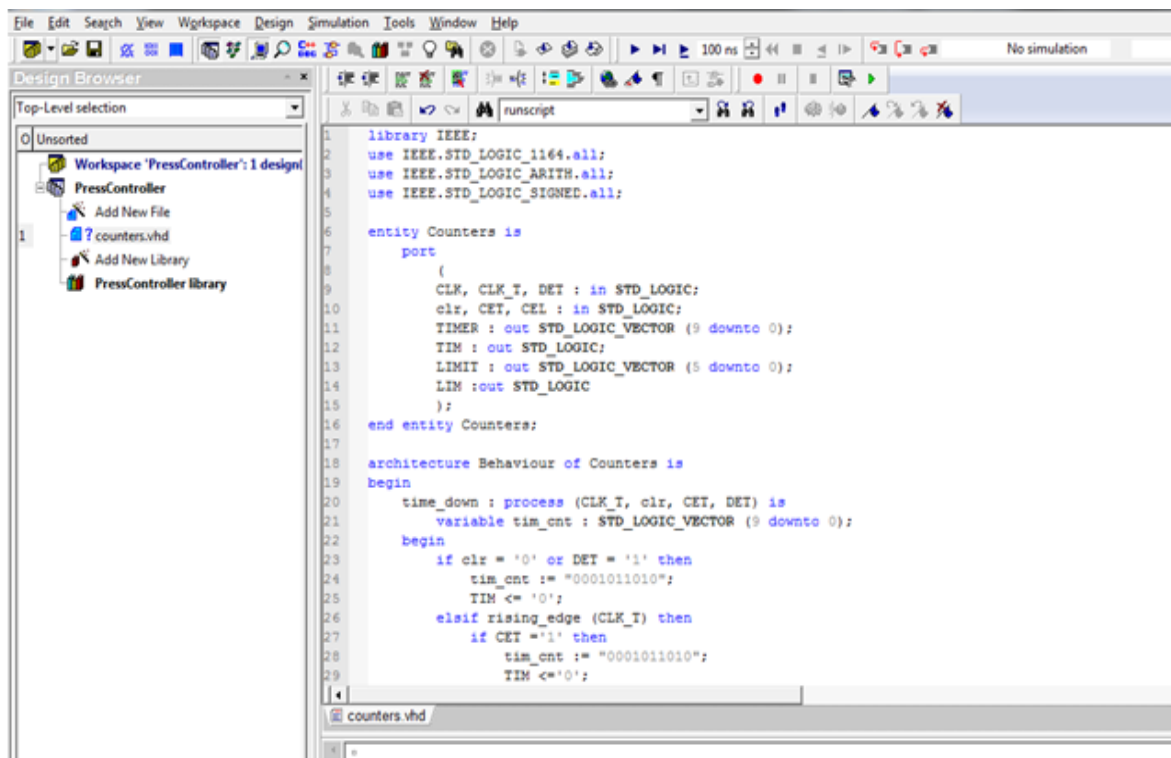 File Edit Search View Workspace Design Simulation Tools Window Help
100 ns No simulation
Design Browser
runscript
Top-Level selection
O Unsorted
Workspace 'PressController': 1 design(
PressController
Add New File
1 ? counters.vhd
Add New Library
PressController library
1 library IEEE;
2 use IEEE.STD_LOGIC_1164.all;
3 use IEEE.STD_LOGIC_ARITH.all;
4 use IEEE.STD_LOGIC_SIGNED.all;
5
6 entity Counters is
7 port
8 (
9 CLK, CLK_T, DET : in STD_LOGIC;
10 clr, CET, CEL : in STD_LOGIC;
11 TIMER : out STD_LOGIC_VECTOR (9 downto 0);
12 TIM : out STD_LOGIC;
13 LIMIT : out STD_LOGIC_VECTOR (5 downto 0);
14 LIM :out STD_LOGIC
15 );
16 end entity Counters;
17
18 architecture Behaviour of Counters is
19 begin
20 time_down : process (CLK_T, clr, CET, DET) is
21 variable tim_cnt : STD_LOGIC_VECTOR (9 downto 0);
22 begin
23 if clr = '0' or DET = '1' then
24 tim_cnt := "0001011010";
25 TIM <= '0';
26 elsif rising_edge (CLK_T) then
27 if CET ='1' then
28 tim_cnt := "0001011010";
29 TIM <='0';
counters.vhd